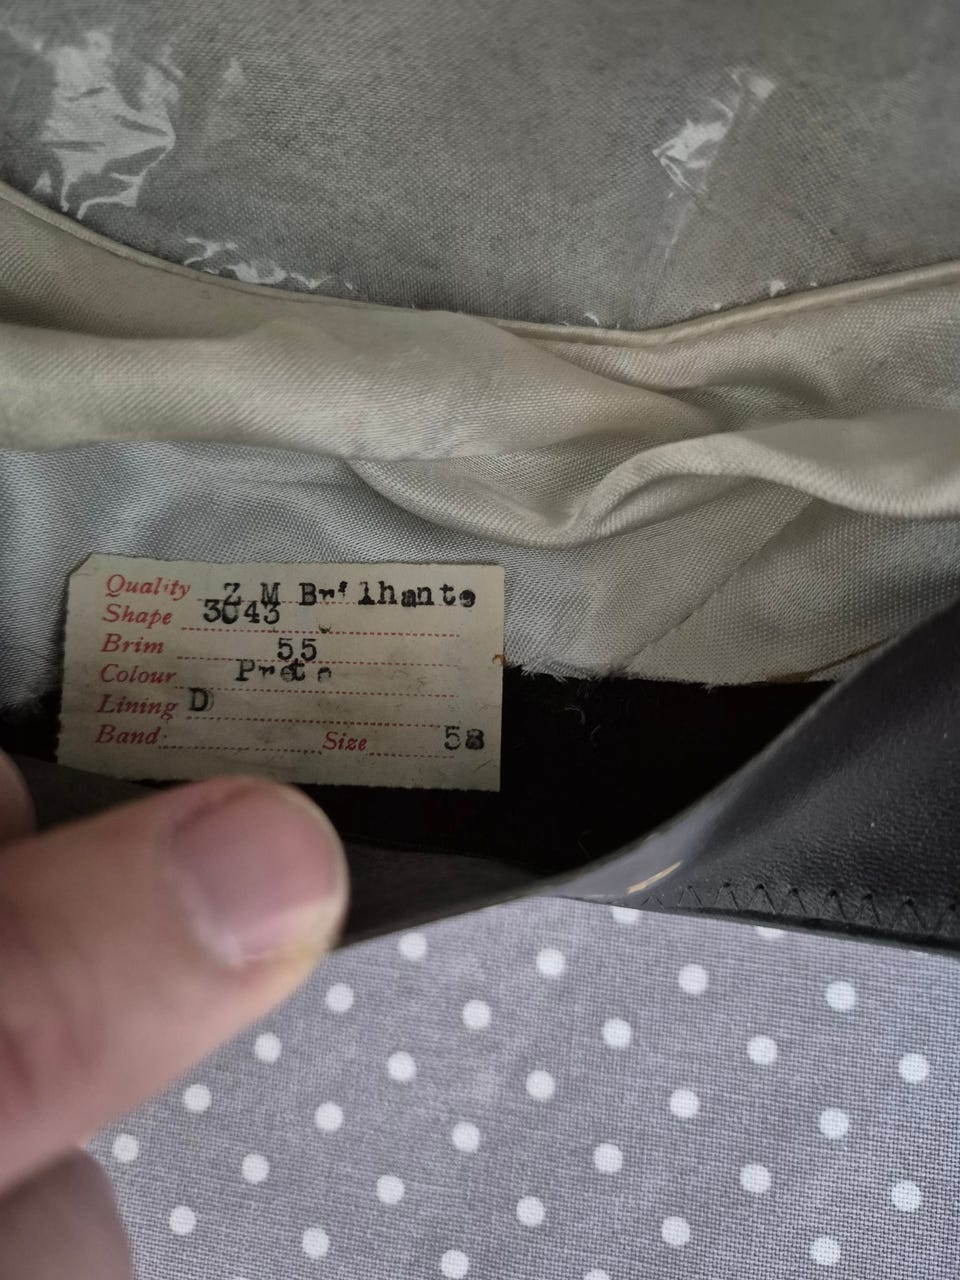 Quality Z M Brilhante
Shape 3043
Brim 55
Colour Preto
Lining D
Band Size 58